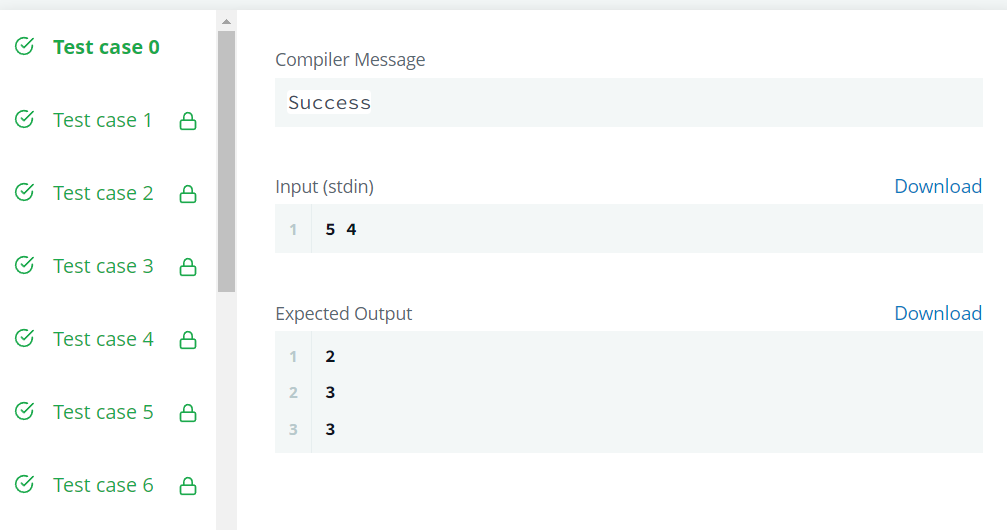 Test case 0
Test case 1
Test case 2
Test case 3
Test case 4
Test case 5
Test case 6
Compiler Message
Success
Input (stdin) Download
1 5 4
Expected Output Download
1 2
2 3
3 3